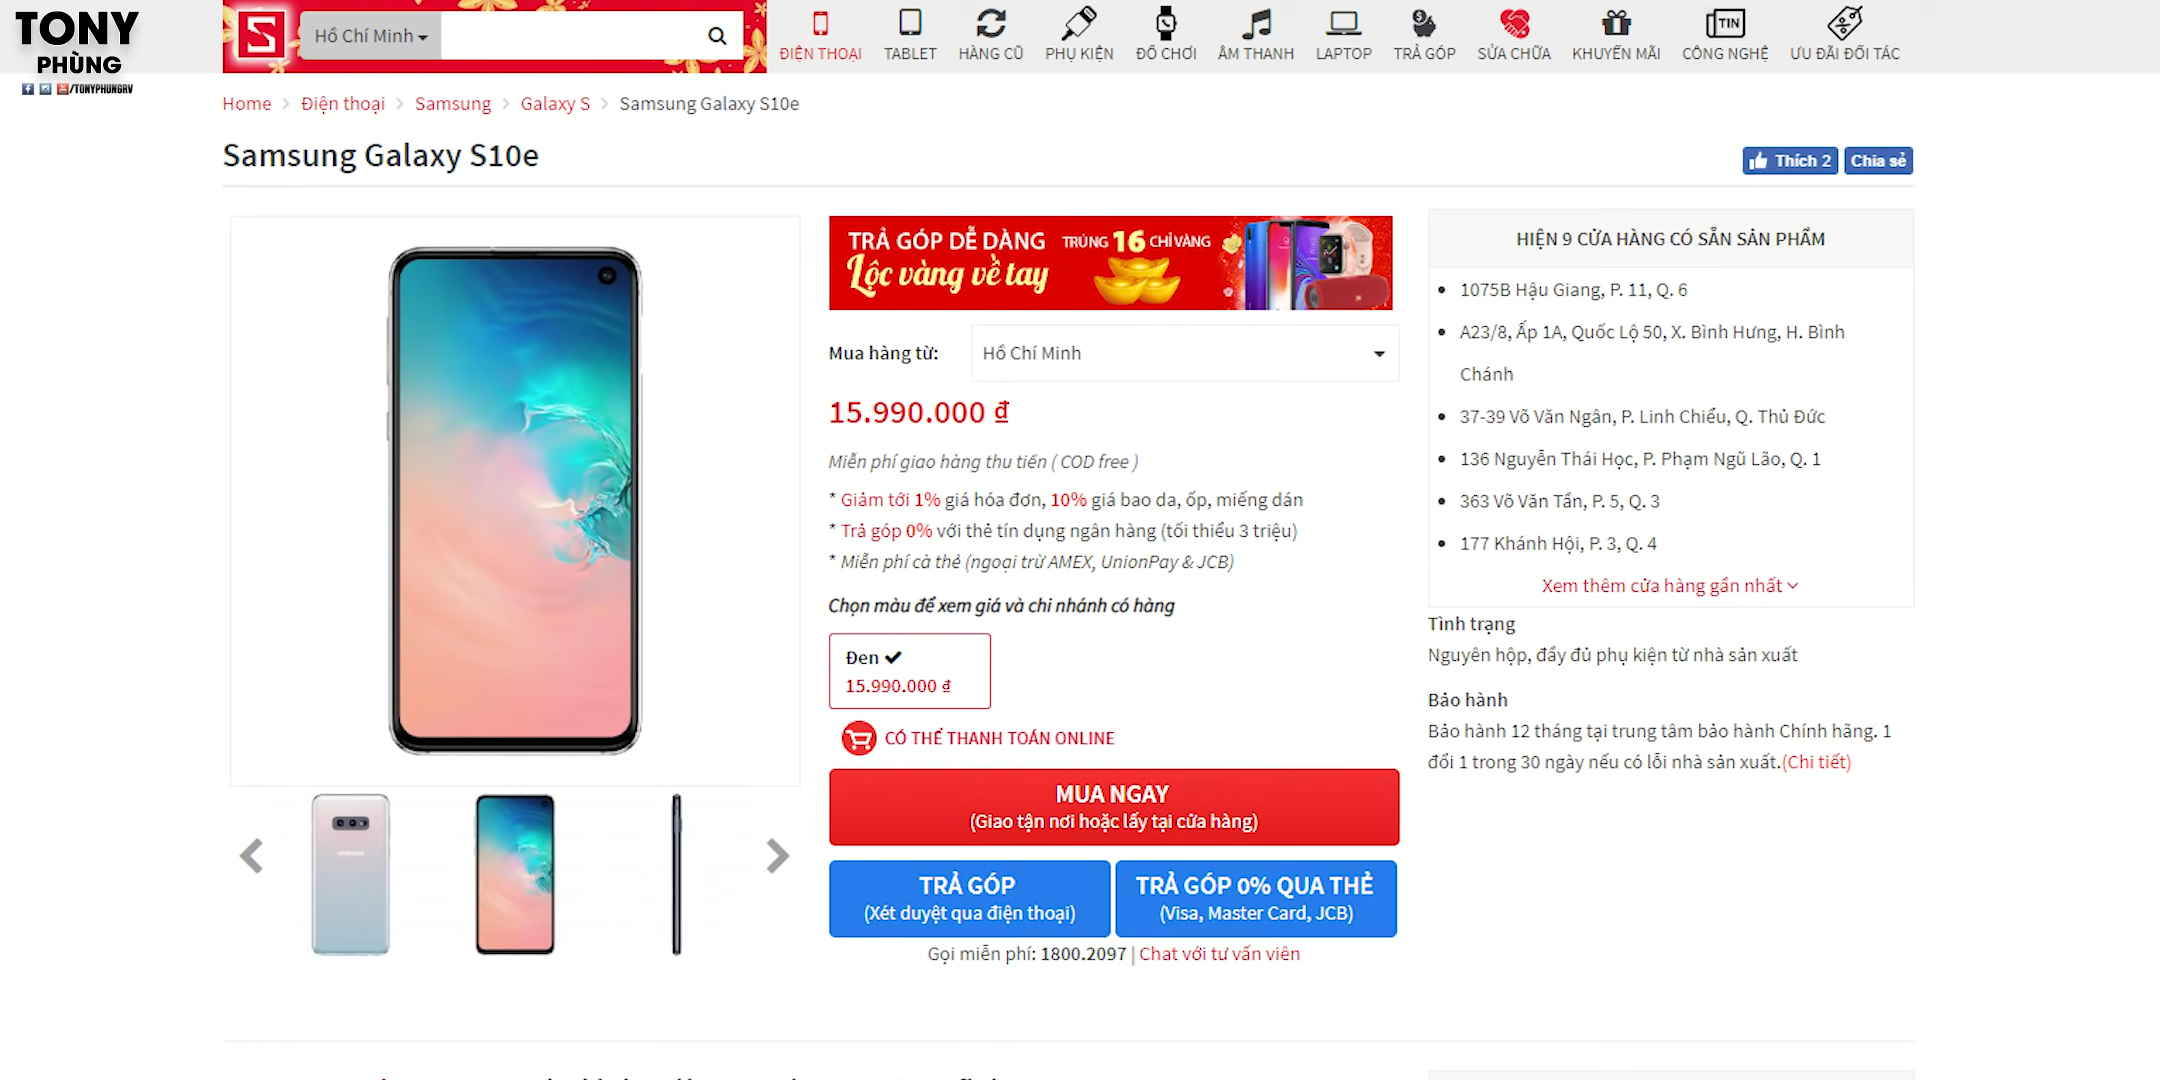 TONY
PHÙNG
/TONYPHUNGRV
S
Hồ Chí Minh
ĐIỆN THOẠI
TABLET
HÀNG CŨ
PHỤ KIỆN
ĐỒ CHƠI
ÂM THANH
LAPTOP
TRẢ GÓP
SỬA CHỮA
KHUYẾN MÃI
TIN
CÔNG NGHỆ
ƯU ĐÃI ĐỐI TÁC
Home > Điện thoại > Samsung > Galaxy S > Samsung Galaxy S10e
Samsung Galaxy S10e
Thích 2
Chia sẻ
TRẢ GÓP DỄ DÀNG
Lộc vàng về tay
TRÚNG 16 CHỈ VÀNG
Mua hàng từ:
Hồ Chí Minh
15.990.000 ₫
Miễn phí giao hàng thu tiền ( COD free )
* Giảm tới 1% giá hóa đơn, 10% giá bao da, ốp, miếng dán
* Trả góp 0% với thẻ tín dụng ngân hàng (tối thiểu 3 triệu)
* Miễn phí cà thẻ (ngoại trừ AMEX, UnionPay & JCB)
Chọn màu để xem giá và chi nhánh có hàng
Đen
15.990.000 ₫
CÓ THỂ THANH TOÁN ONLINE
MUA NGAY
(Giao tận nơi hoặc lấy tại cửa hàng)
TRẢ GÓP
(Xét duyệt qua điện thoại)
TRẢ GÓP 0% QUA THẺ
(Visa, Master Card, JCB)
Gọi miễn phí: 1800.2097 | Chat với tư vấn viên
HIỆN 9 CỬA HÀNG CÓ SẴN SẢN PHẨM
1075B Hậu Giang, P. 11, Q. 6
A23/8, Ấp 1A, Quốc Lộ 50, X. Bình Hưng, H. Bình
Chánh
37-39 Võ Văn Ngân, P. Linh Chiểu, Q. Thủ Đức
136 Nguyễn Thái Học, P. Phạm Ngũ Lão, Q. 1
363 Võ Văn Tần, P. 5, Q. 3
177 Khánh Hội, P. 3, Q. 4
Xem thêm cửa hàng gần nhất
Tình trạng
Nguyên hộp, đầy đủ phụ kiện từ nhà sản xuất
Bảo hành
Bảo hành 12 tháng tại trung tâm bảo hành Chính hãng. 1
đổi 1 trong 30 ngày nếu có lỗi nhà sản xuất.(Chi tiết)